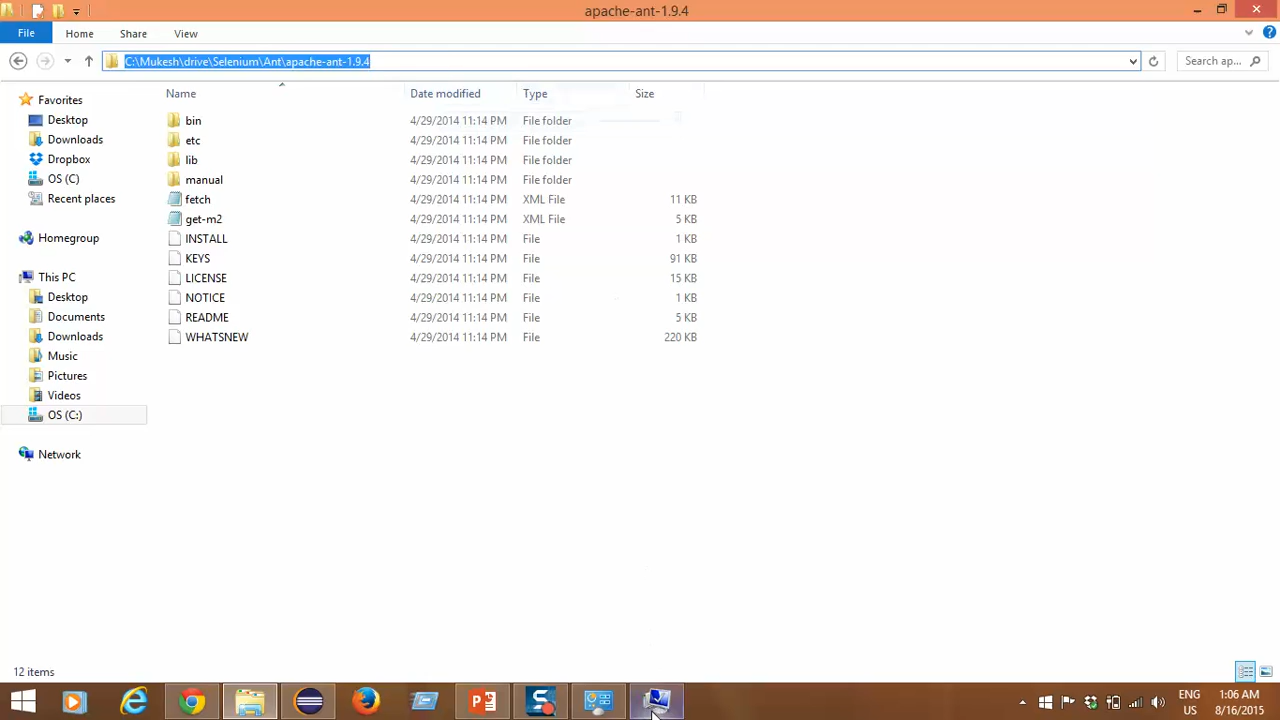 apache-ant-1.9.4
File Home Share View
C:\Mukesh\drive\Selenium\Ant\apache-ant-1.9.4 Search ap...
Name Date modified Type Size
Favorites
Desktop
Downloads
Dropbox
OS (C)
Recent places
Homegroup
This PC
Desktop
Documents
Downloads
Music
Pictures
Videos
OS (C:)
Network
bin 4/29/2014 11:14 PM File folder
etc 4/29/2014 11:14 PM File folder
lib 4/29/2014 11:14 PM File folder
manual 4/29/2014 11:14 PM File folder
fetch 4/29/2014 11:14 PM XML File 11 KB
get-m2 4/29/2014 11:14 PM XML File 5 KB
INSTALL 4/29/2014 11:14 PM File 1 KB
KEYS 4/29/2014 11:14 PM File 91 KB
LICENSE 4/29/2014 11:14 PM File 15 KB
NOTICE 4/29/2014 11:14 PM File 1 KB
README 4/29/2014 11:14 PM File 5 KB
WHATSNEW 4/29/2014 11:14 PM File 220 KB
12 items
ENG 1:06 AM
US 8/16/2015